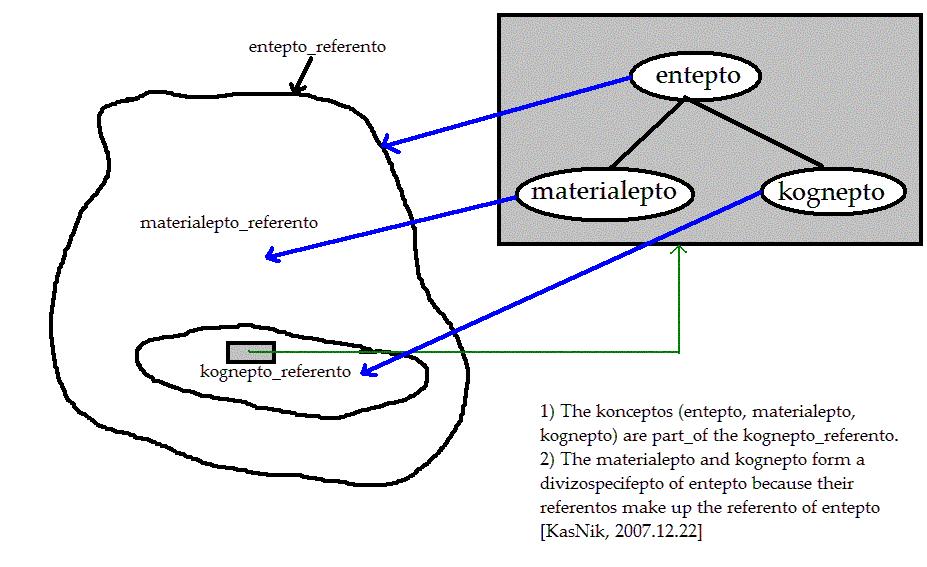 entepto_referento
entepto
materialepto
kognepto
materialepto_referento
kognepto_referento
1) The konceptos (entepto, materialepto,
kognepto) are part_of the kognepto_referento.
2) The materialepto and kognepto form a
divizospecifepto of entepto because their
referentos make up the referento of entepto
[KasNik, 2007.12.22]